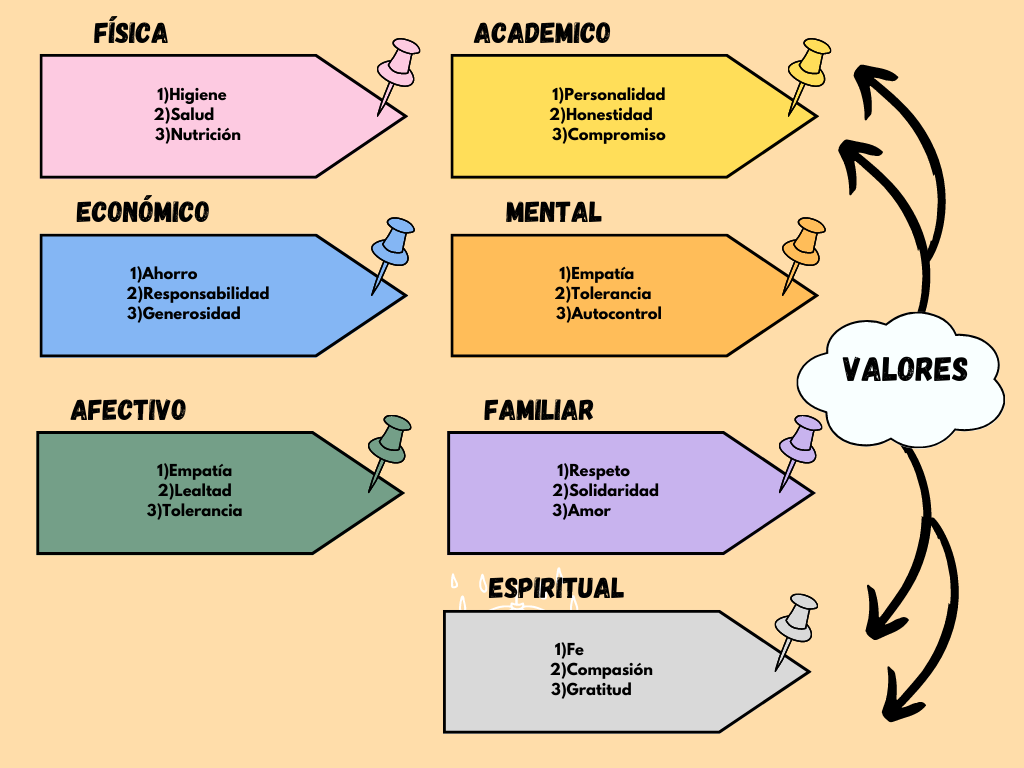 FÍSICA
1)Higiene
2)Salud
3)Nutrición
ACADEMICO
1)Personalidad
2)Honestidad
3)Compromiso
ECONÓMICO
1)Ahorro
2)Responsabilidad
3)Generosidad
MENTAL
1)Empatía
2)Tolerancia
3)Autocontrol
VALORES
AFECTIVO
1)Empatía
2)Lealtad
3)Tolerancia
FAMILIAR
1)Respeto
2)Solidaridad
3)Amor
ESPIRITUAL
1)Fe
2)Compasión
3)Gratitud